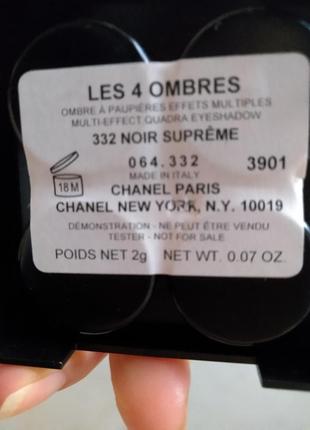 LES 4 OMBRES
OMBRE À PAUPIÈRES EFFETS MULTIPLES
MULTI-EFFECT QUADRA EYESHADOW
332 NOIR SUPRÊME
064.332 3901
18M
MADE IN ITALY
CHANEL PARIS
CHANEL NEW YORK, N.Y. 10019
DÉMONSTRATION - NE PEUT ÊTRE VENDU
TESTER - NOT FOR SALE
POIDS NET 2g NET WT. 0.07 OZ.